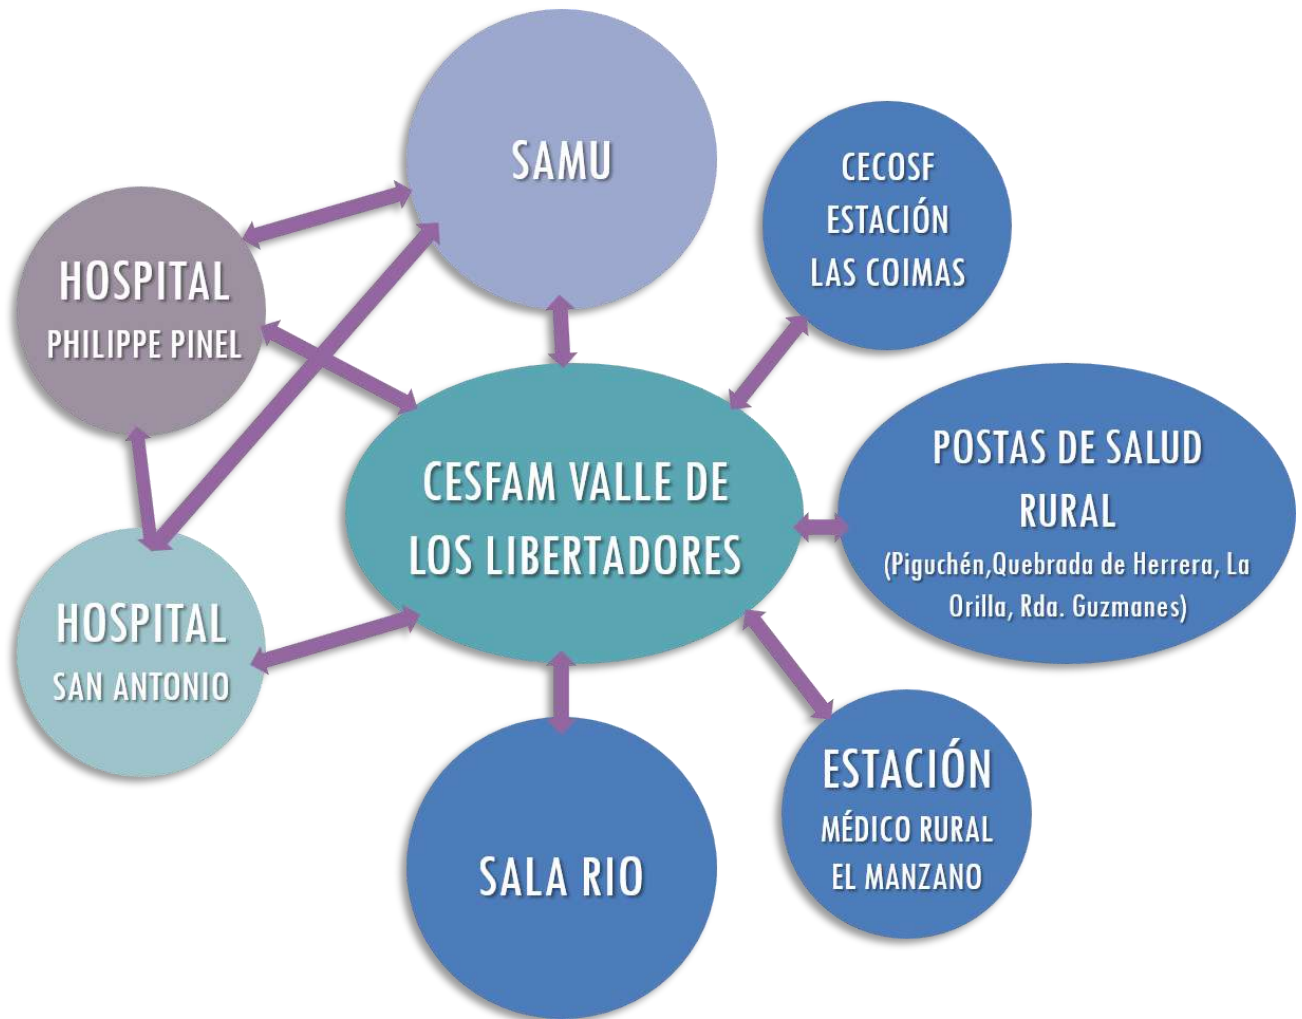 SAMU
CECOSF
ESTACIÓN
LAS COIMAS
HOSPITAL
PHILIPPE PINEL
CESFAM VALLE DE
LOS LIBERTADORES
POSTAS DE SALUD
RURAL
(Piguchén,Quebrada de Herrera, La
Orilla, Rda. Guzmanes)
HOSPITAL
SAN ANTONIO
SALA RIO
ESTACIÓN
MÉDICO RURAL
EL MANZANO